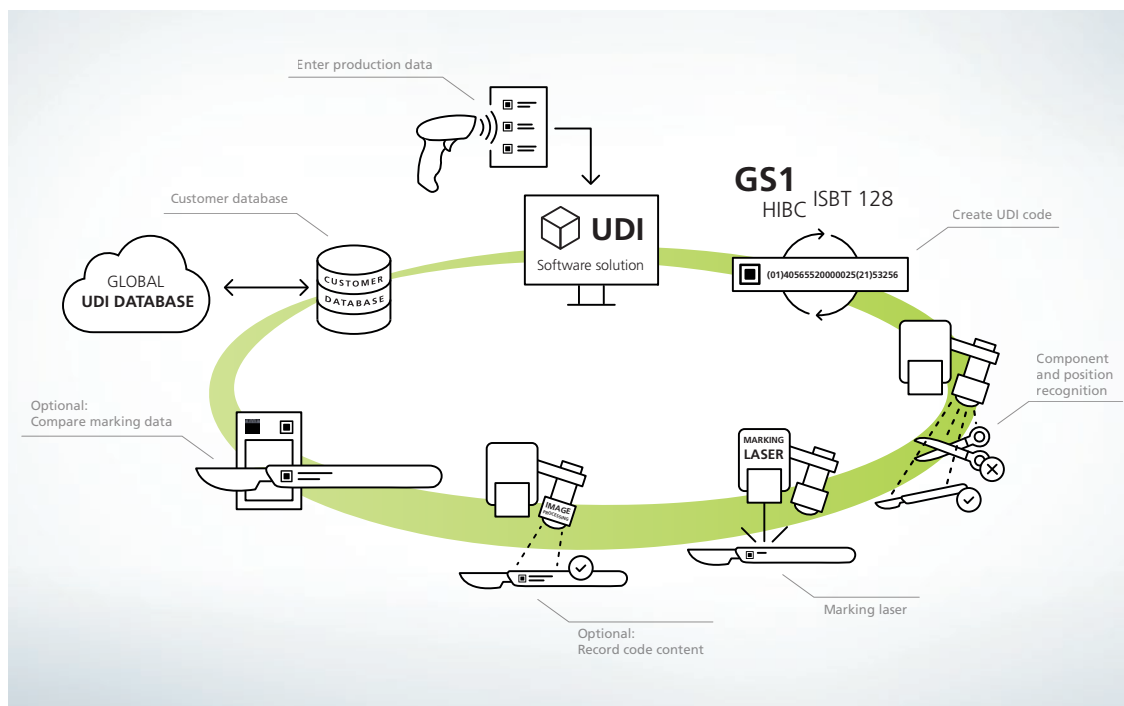 Enter production data
Customer database
GS1
HIBC
ISBT 128
Create UDI code
UDI
Software solution
(01)40565520000025(21)53256
GLOBAL
UDI DATABASE
CUSTOMER
DATABASE
Component
and position
recognition
Optional:
Compare marking data
MARKING
LASER
IMAGE
PROCESSING
Marking laser
Optional:
Record code content